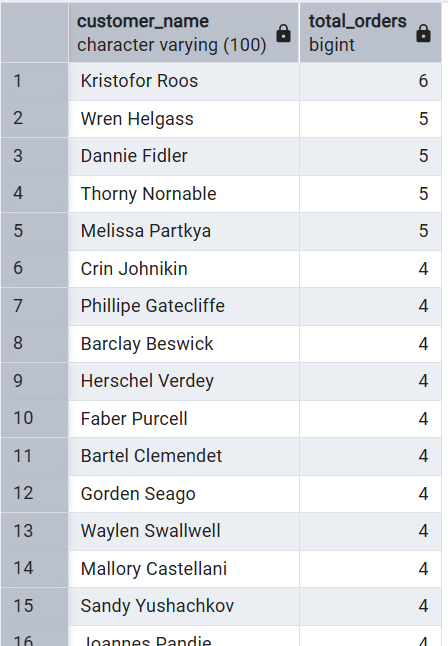 customer_name total_orders
character varying (100) bigint
1 Kristofor Roos 6
2 Wren Helgass 5
3 Dannie Fidler 5
4 Thorny Nornable 5
5 Melissa Partkya 5
6 Crin Johnikin 4
7 Phillipe Gatecliffe 4
8 Barclay Beswick 4
9 Herschel Verdey 4
10 Faber Purcell 4
11 Bartel Clemendet 4
12 Gorden Seago 4
13 Waylen Swallwell 4
14 Mallory Castellani 4
15 Sandy Yushachkov 4
16 Joannes Pandie 4